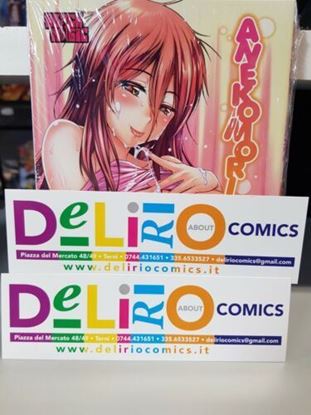 ANEKOMORI
DeLiRiO ABOUT COMICS
Piazza del Mercato 48/49 • Terni • 0744.431651 • 335.6533527 • deliriocomics@gmail.com
www.deliriocomics.it
DeLiRiO ABOUT COMICS
Piazza del Mercato 48/49 • Terni • 0744.431651 • 335.6533527 • deliriocomics@gmail.com
www.deliriocomics.it